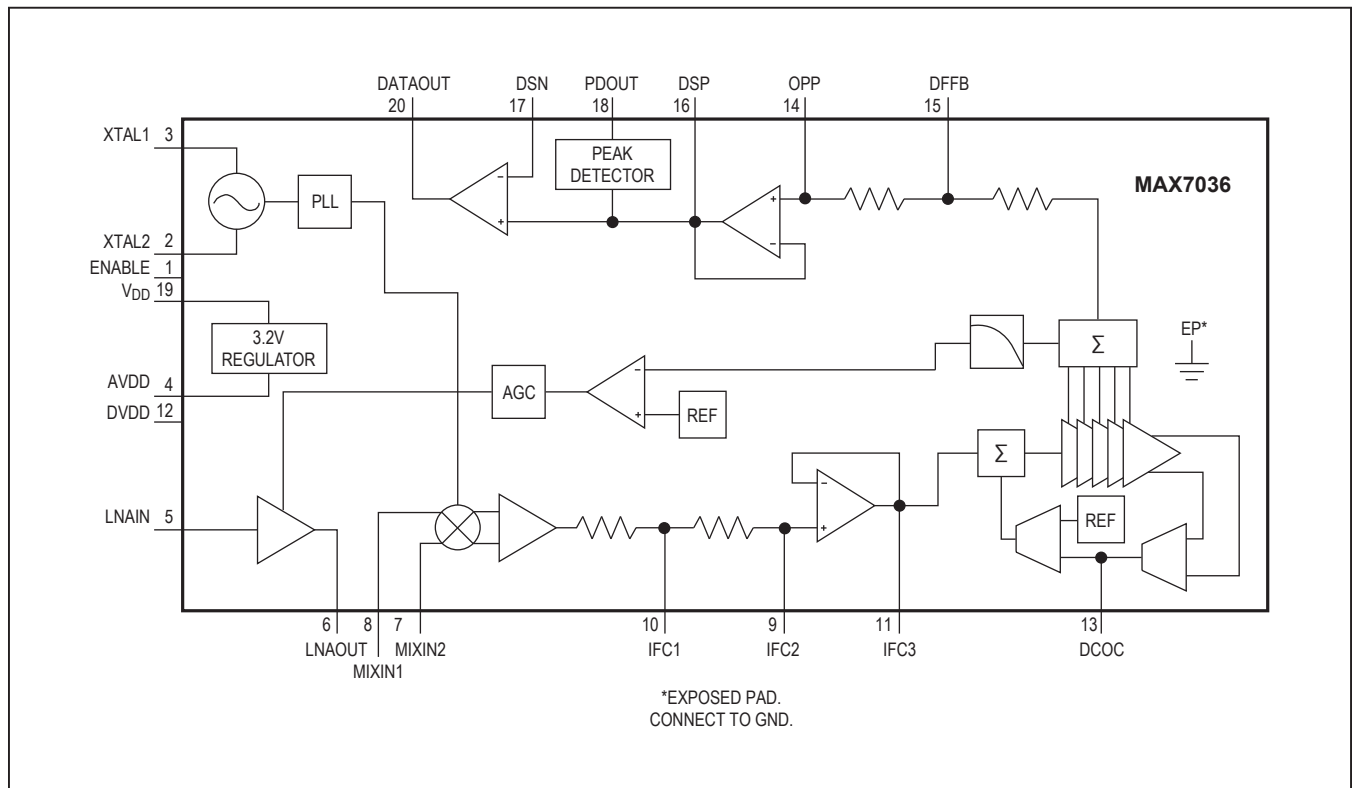 DATAOUT
20
DSN
17
PDOUT
18
DSP
16
OPP
14
DFFB
15
XTAL1 3
PEAK
DETECTOR
MAX7036
PLL
-
+
+
-
XTAL2 2
ENABLE 1
VDD 19
3.2V
REGULATOR
Σ
EP*
AVDD 4
AGC
-
+
REF
DVDD 12
Σ
-
+
LNAIN 5
REF
6
LNAOUT
8
MIXIN1
7
MIXIN2
10
IFC1
9
IFC2
11
IFC3
13
DCOC
*EXPOSED PAD.
CONNECT TO GND.